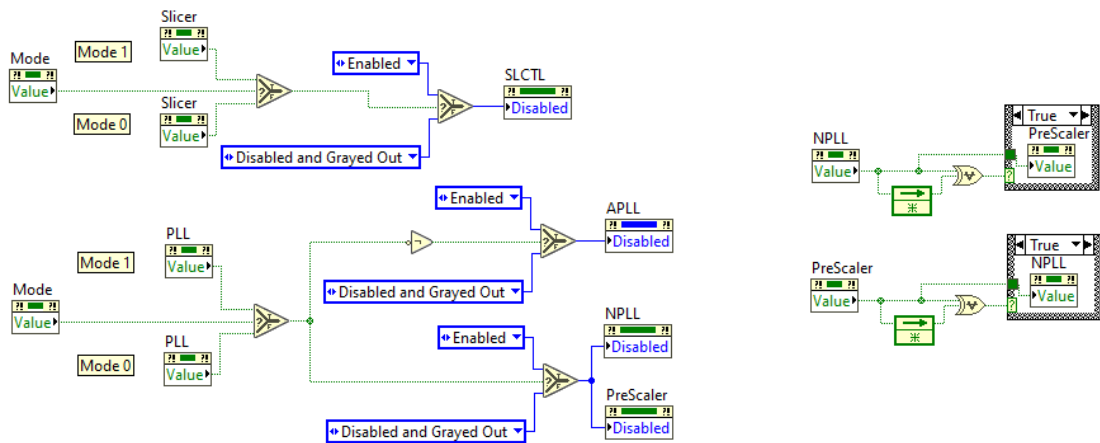 Slicer
Mode 1
Value
Mode
Value
Enabled
SLCTL
Disabled
Slicer
Mode 0
Value
Disabled and Grayed Out
Enabled
APLL
Disabled
PLL
Mode 1
Value
Disabled and Grayed Out
Mode
Value
NPLL
Enabled
Disabled
PLL
Mode 0
Value
PreScaler
Disabled and Grayed Out
Disabled
True
NPLL
PreScaler
Value
Value
True
PreScaler
NPLL
Value
Value